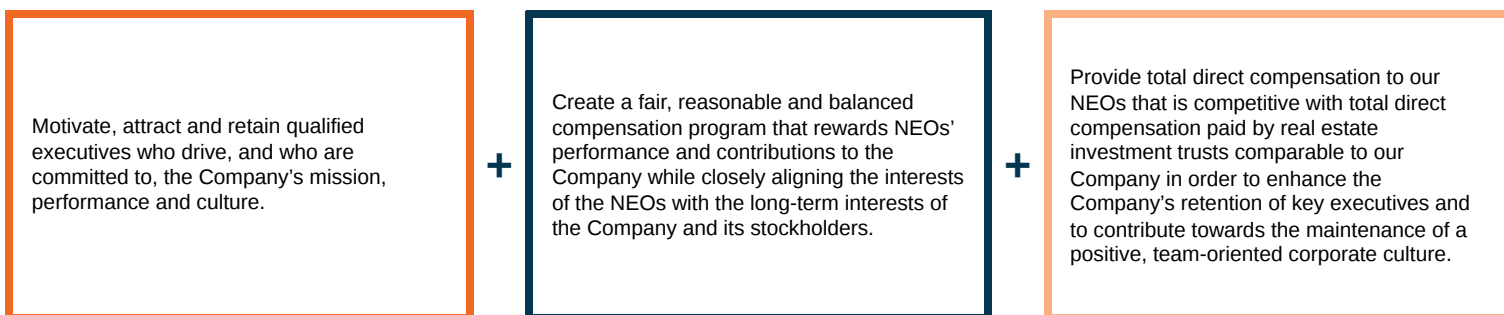 Motivate, attract and retain qualified
executives who drive, and who are
committed to, the Company’s mission,
performance and culture.
+
Create a fair, reasonable and balanced
compensation program that rewards NEOs’
performance and contributions to the
Company while closely aligning the interests
of the NEOs with the long-term interests of
the Company and its stockholders.
+
Provide total direct compensation to our
NEOs that is competitive with total direct
compensation paid by real estate
investment trusts comparable to our
Company in order to enhance the
Company’s retention of key executives and
to contribute towards the maintenance of a
positive, team-oriented corporate culture.